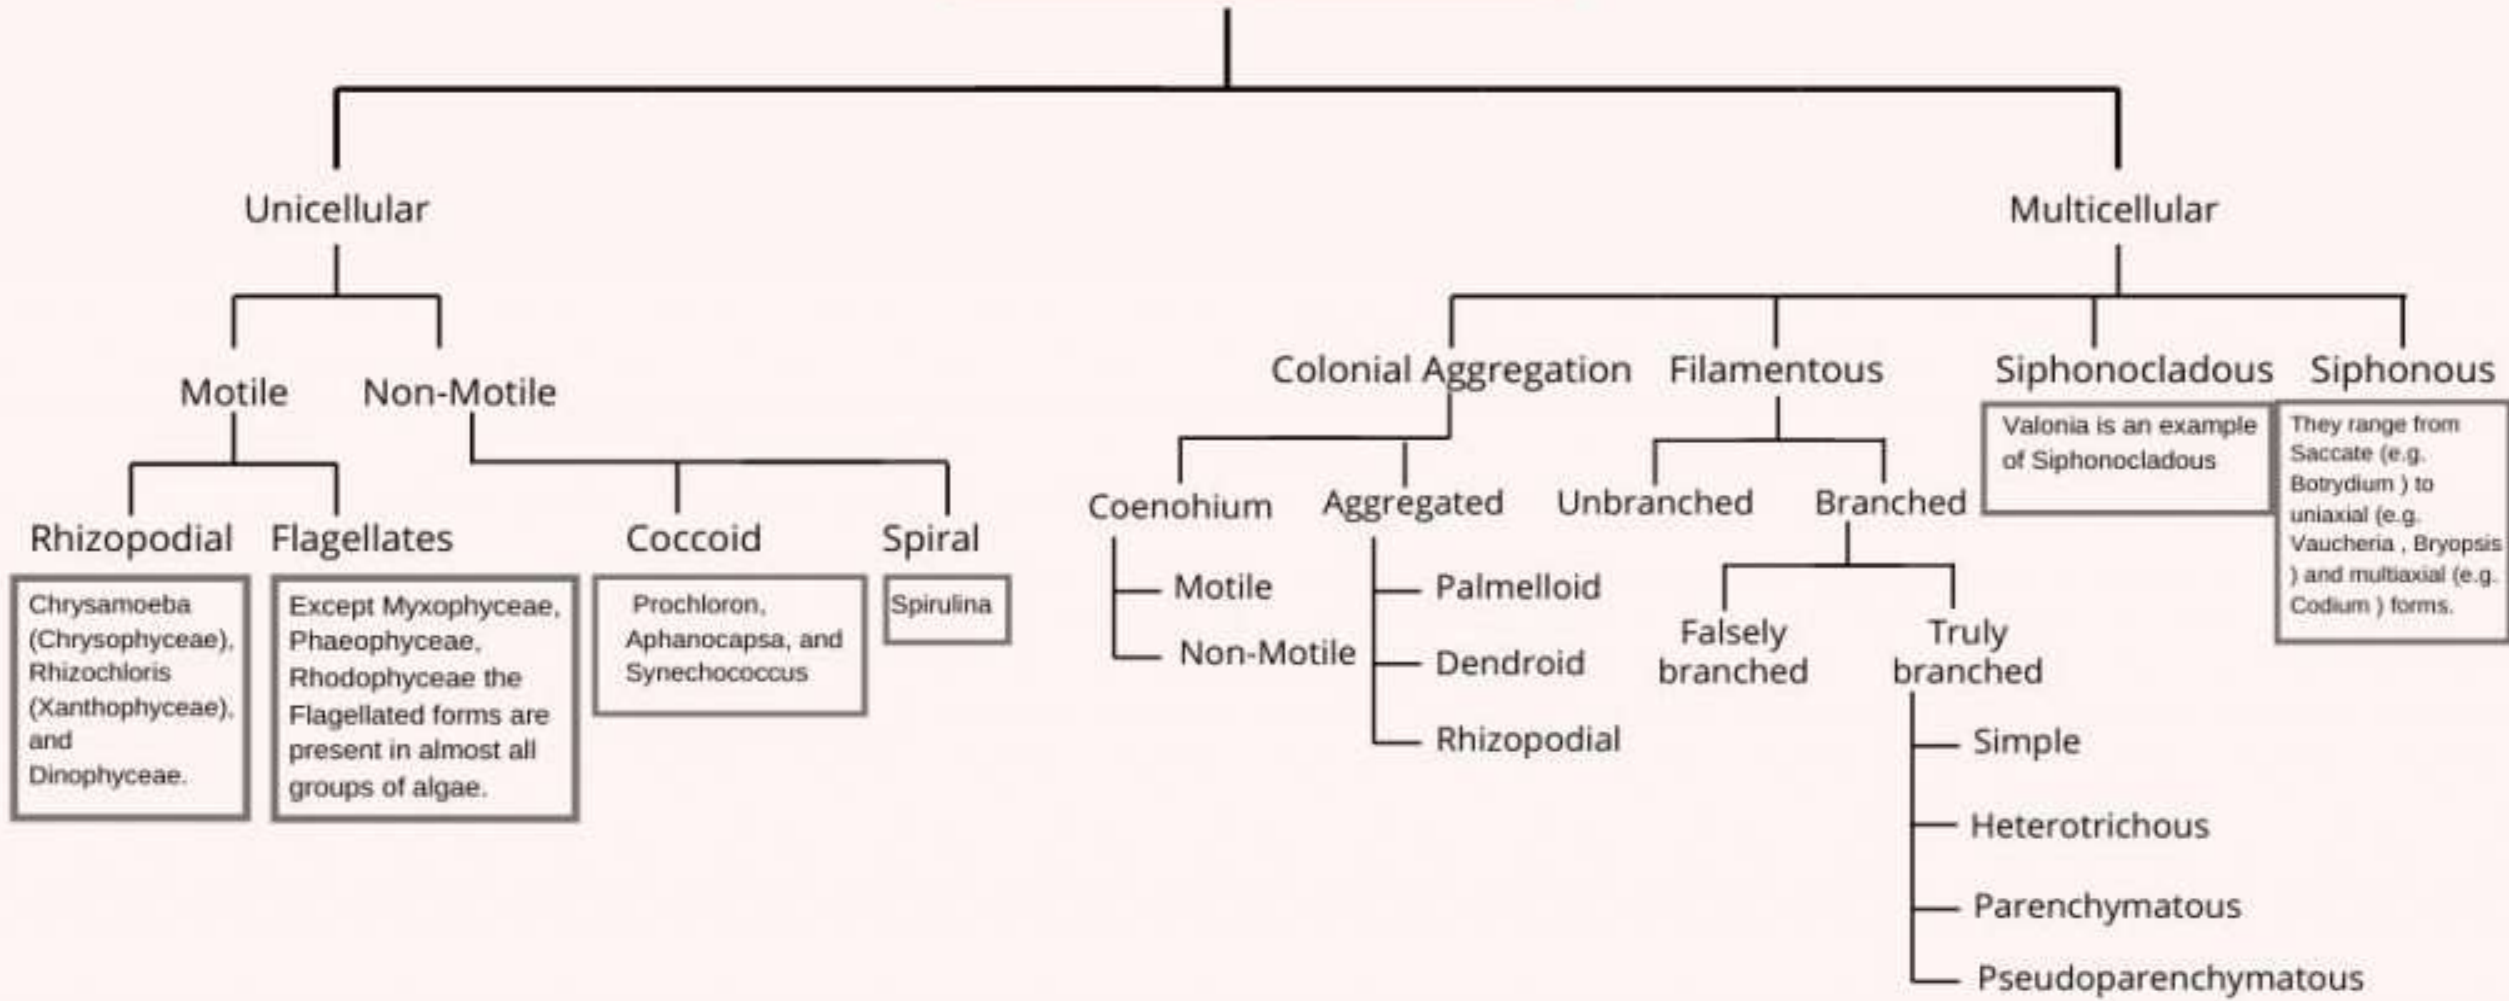 Unicellular
Multicellular
Motile
Non-Motile
Colonial Aggregation
Filamentous
Siphonocladous
Siphonous
Rhizopodial
Flagellates
Coccoid
Spiral
Chrysamoeba
(Chrysophyceae),
Rhizochloris
(Xanthophyceae),
and
Dinophyceae.
Except Myxophyceae,
Phaeophyceae,
Rhodophyceae the
Flagellated forms are
present in almost all
groups of algae.
Prochloron,
Aphanocapsa, and
Synechococcus
Spirulina
Coenohium
Aggregated
Motile
Non-Motile
Palmelloid
Dendroid
Rhizopodial
Unbranched
Branched
Falsely
branched
Truly
branched
Simple
Heterotrichous
Parenchymatous
Pseudoparenchymatous
Valonia is an example
of Siphonocladous
They range from
Saccate (e.g.
Botrydium ) to
uniaxial (e.g.
Vaucheria , Bryopsis
) and multiaxial (e.g.
Codium ) forms.